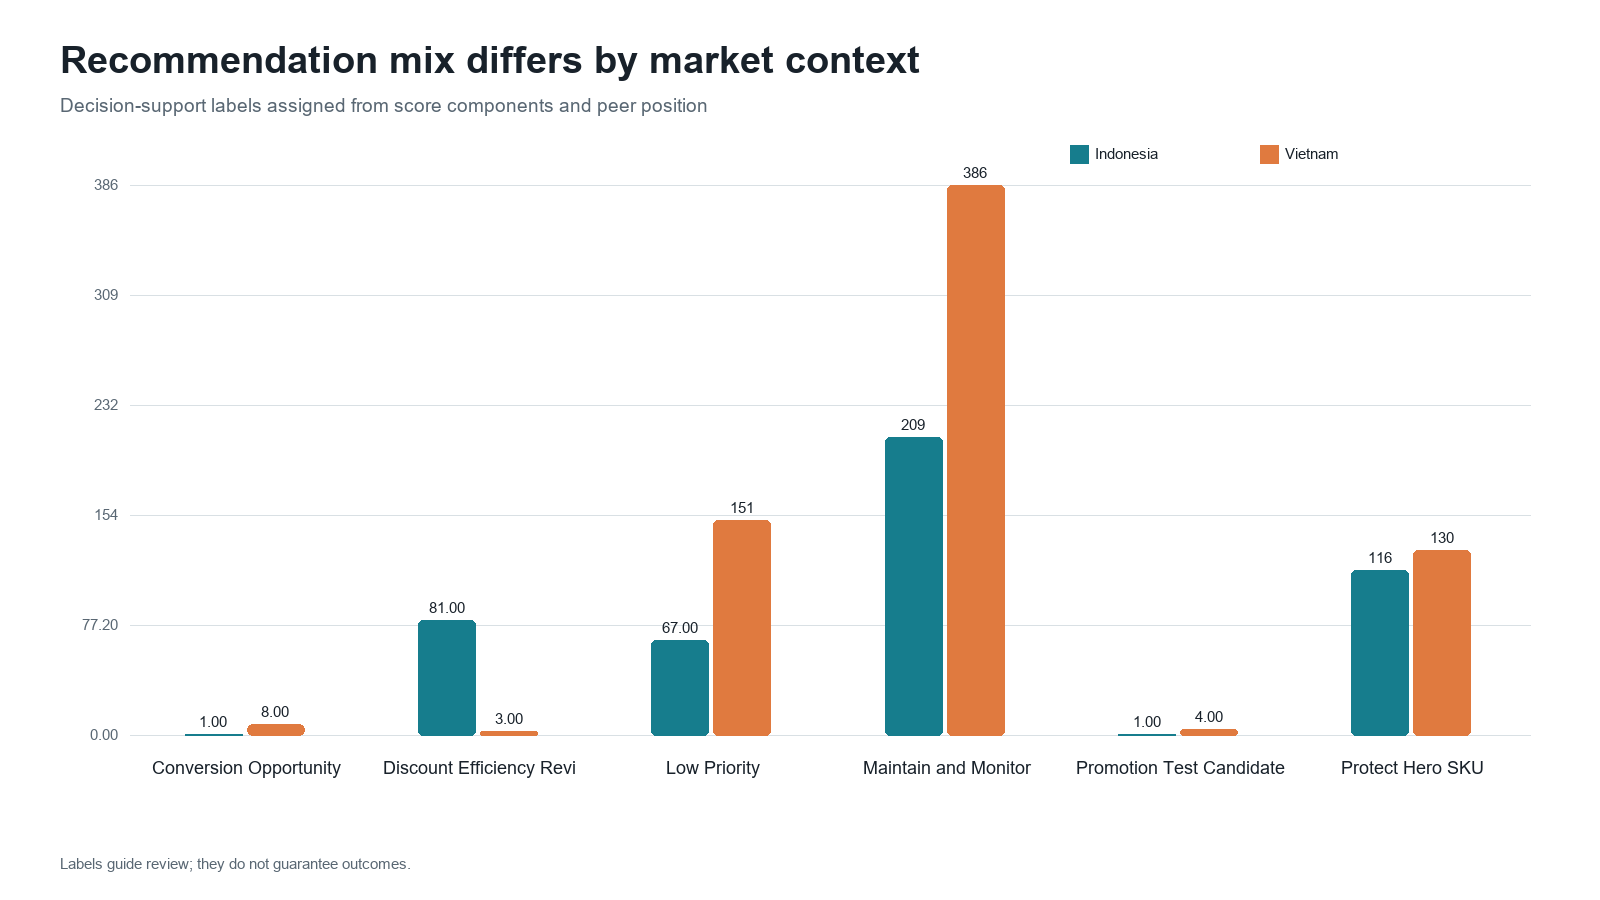 Recommendation mix differs by market context
Decision-support labels assigned from score components and peer position
Indonesia
Vietnam
386
309
232
154
77.20
0.00
1.00
8.00
81.00
3.00
67.00
151
209
386
1.00
4.00
116
130
Conversion Opportunity
Discount Efficiency Revi
Low Priority
Maintain and Monitor
Promotion Test Candidate
Protect Hero SKU
Labels guide review; they do not guarantee outcomes.